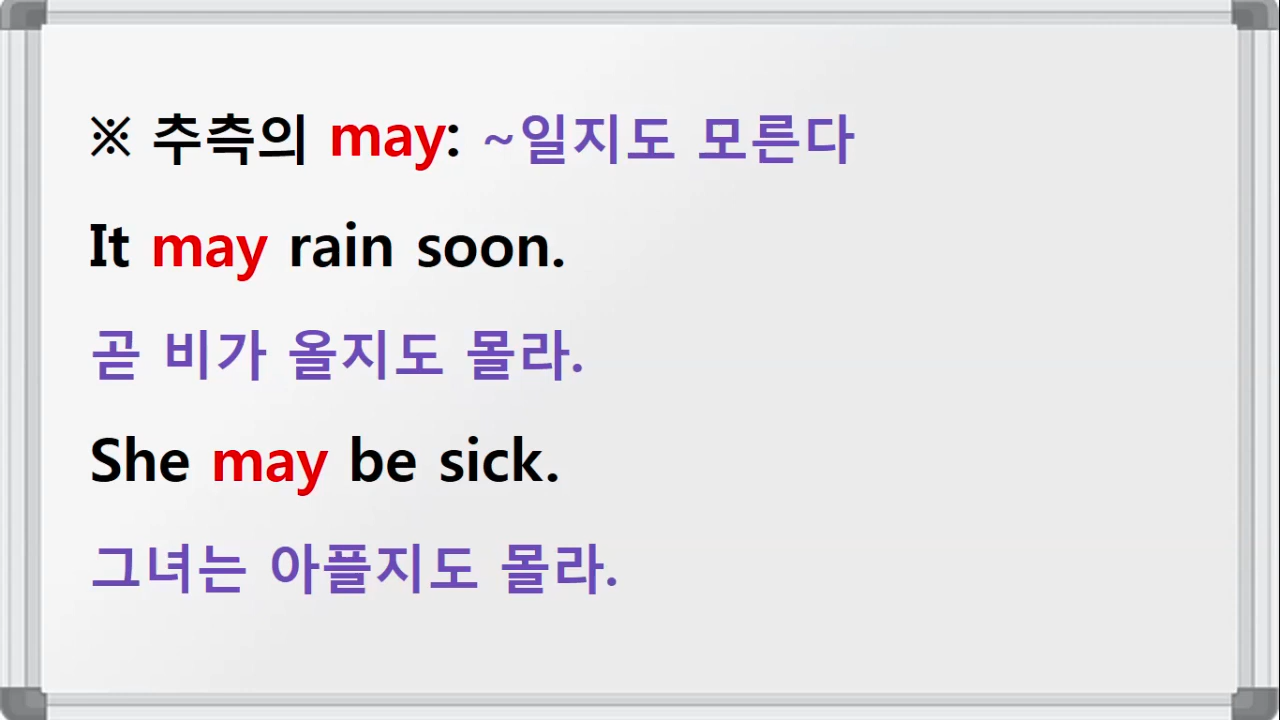 ※ 추측의 may: ~일지도 모른다
It may rain soon.
곧 비가 올지도 몰라.
She may be sick.
그녀는 아플지도 몰라.